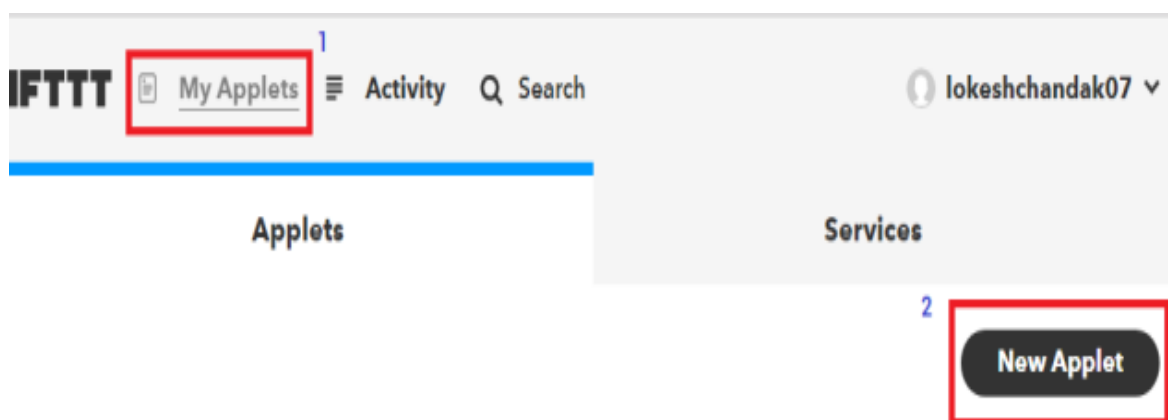 1
IFTTT My Applets Activity Search lokeshchandak07
Applets Services
2
New Applet